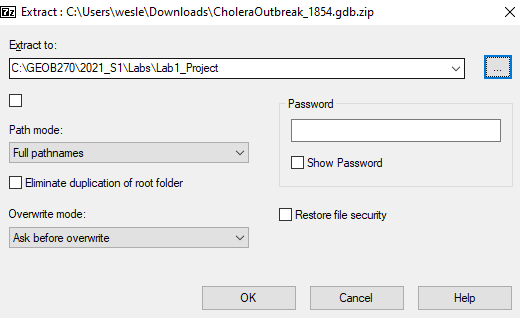 7z Extract : C:\Users\wesle\Downloads\CholeraOutbreak_1854.gdb.zip
Extract to:
C:\GEOB270\2021_S1\Labs\Lab1_Project
...
Password
Path mode:
Full pathnames
Show Password
Eliminate duplication of root folder
Overwrite mode:
Restore file security
Ask before overwrite
OK Cancel Help